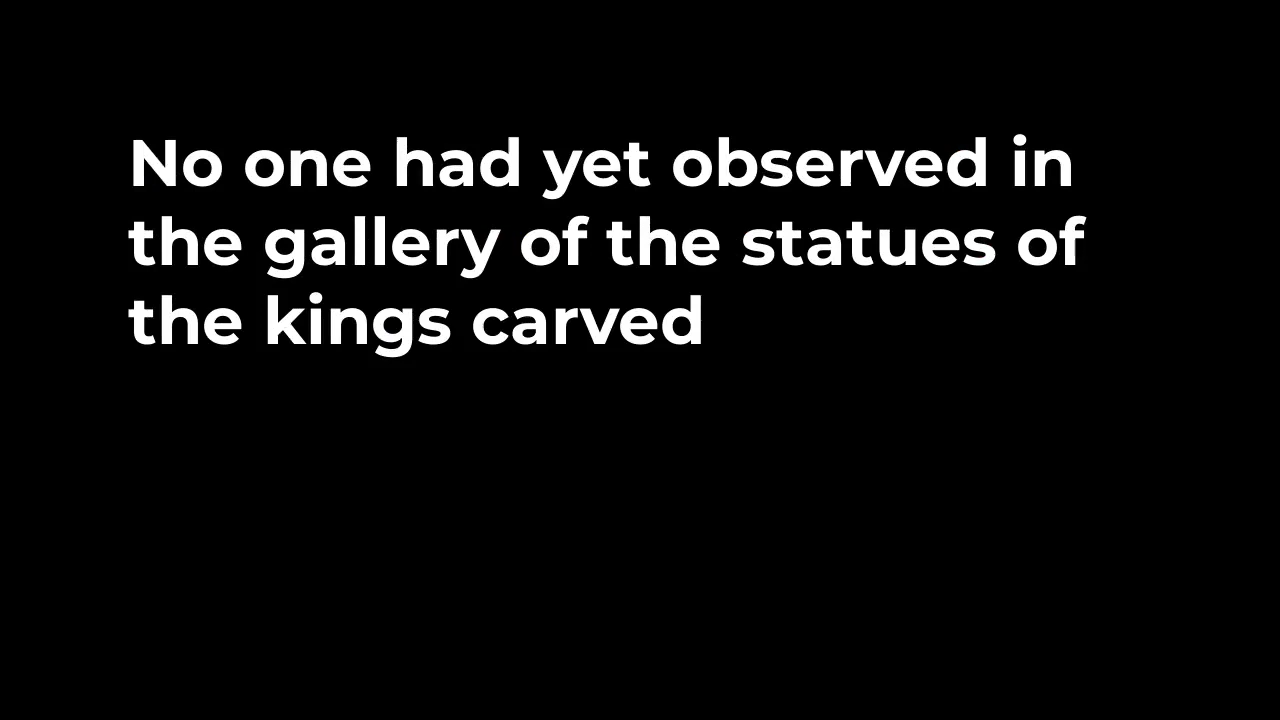 No one had yet observed in
the gallery of the statues of
the kings carved